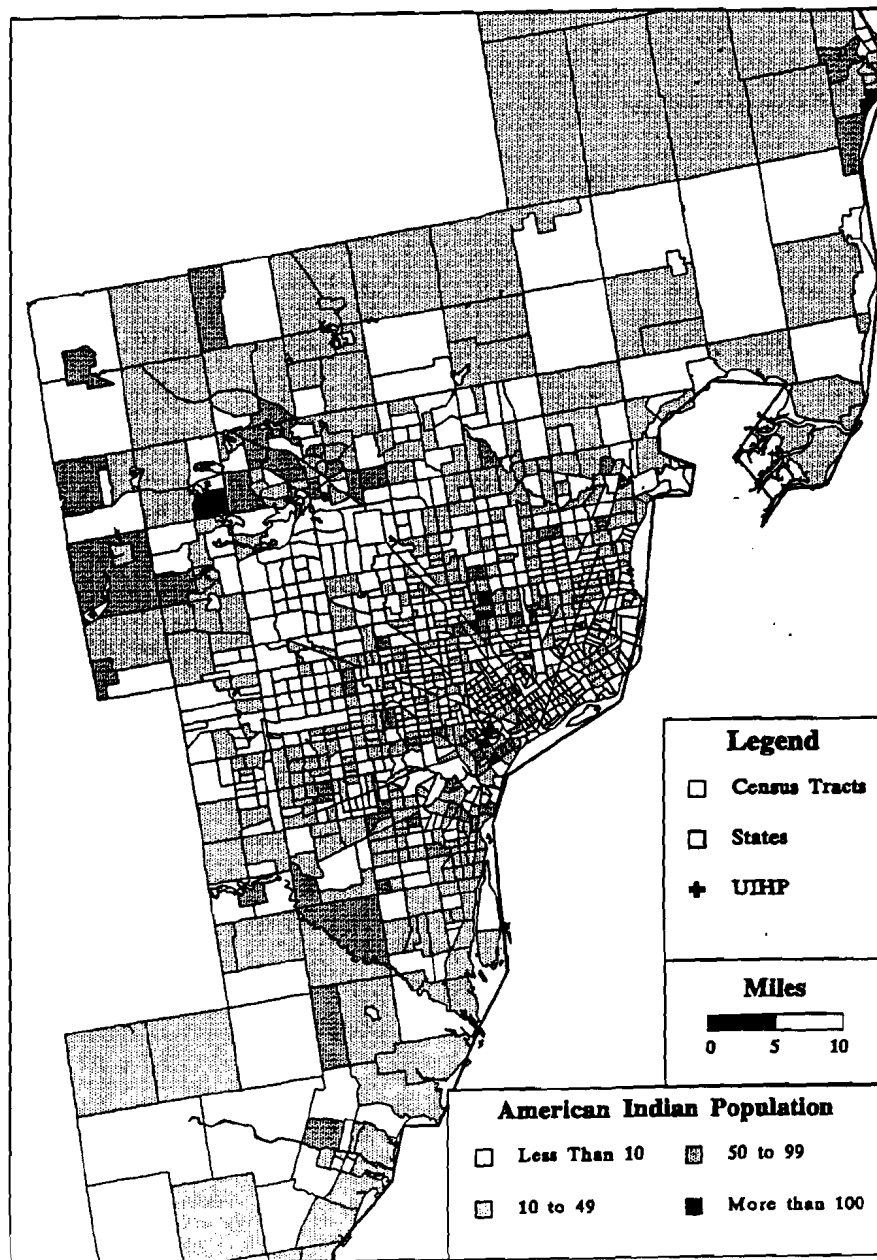 Legend
Census Tracts
States
UIHP
Miles
0 5 10
American Indian Population
Less Than 10
50 to 99
10 to 49
More than 100